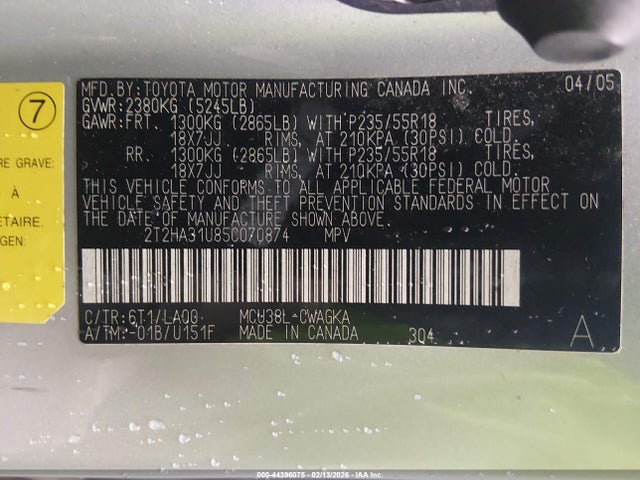 7
RE GRAVE:
À
TÉTAIRE.
GEN:
MFD.BY:TOYOTA MOTOR MANUFACTURING CANADA INC. 04/05
GVWR:2380KG (5245LB)
GAWR:FRT. 1300KG (2865LB) WITH P235/55R18 TIRES,
18X7JJ RIMS, AT 210KPA (30PSI) COLD.
RR. 1300KG (2865LB) WITH P235/55R18 TIRES,
18X7JJ RIMS, AT 210KPA (30PSI) COLD.
THIS VEHICLE CONFORMS TO ALL APPLICABLE FEDERAL MOTOR
VEHICLE SAFETY AND THEFT PREVENTION STANDARDS IN EFFECT ON
THE DATE OF MANUFACTURE SHOWN ABOVE.
2T2HA31U85C070874 MPV
C/TR:6T1/LA00 MCU38L-CWAGKA
A/TM:-01B/U151F MADE IN CANADA 304 A
000-44396075 - 02/13/2026 - IAA Inc.